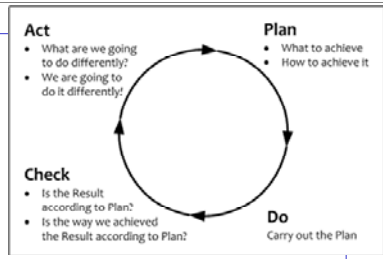 Act
• What are we going
to do differently?
• We are going to
do it differently!
Plan
• What to achieve
• How to achieve it
Check
• Is the Result
according to Plan?
• Is the way we achieved
the Result according to Plan?
Do
Carry out the Plan